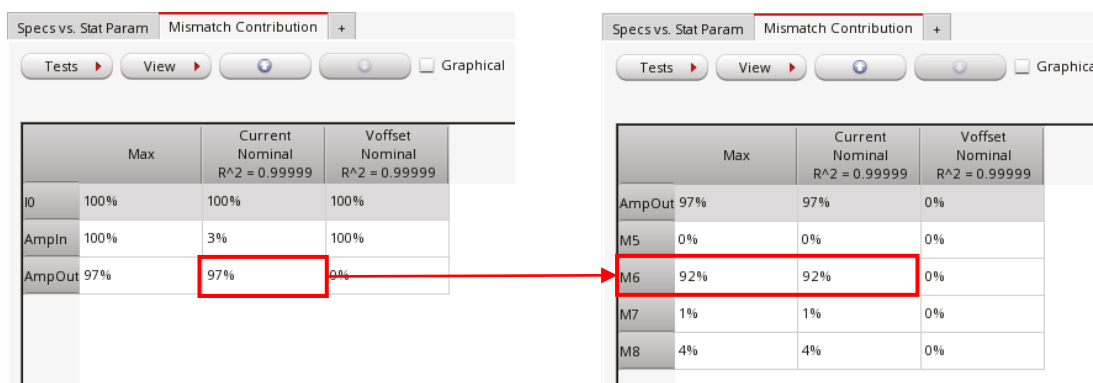 Specs vs. Stat Param Mismatch Contribution +
Tests View Graphical
Max Current Nominal R^2 = 0.99999 Voffset Nominal R^2 = 0.99999
I0 100% 100% 100%
AmpIn 100% 3% 100%
AmpOut 97% 97% 0%
Specs vs. Stat Param Mismatch Contribution +
Tests View Graphica
Max Current Nominal R^2 = 0.99999 Voffset Nominal R^2 = 0.99999
AmpOut 97% 97% 0%
M5 0% 0% 0%
M6 92% 92% 0%
M7 1% 1% 0%
M8 4% 4% 0%